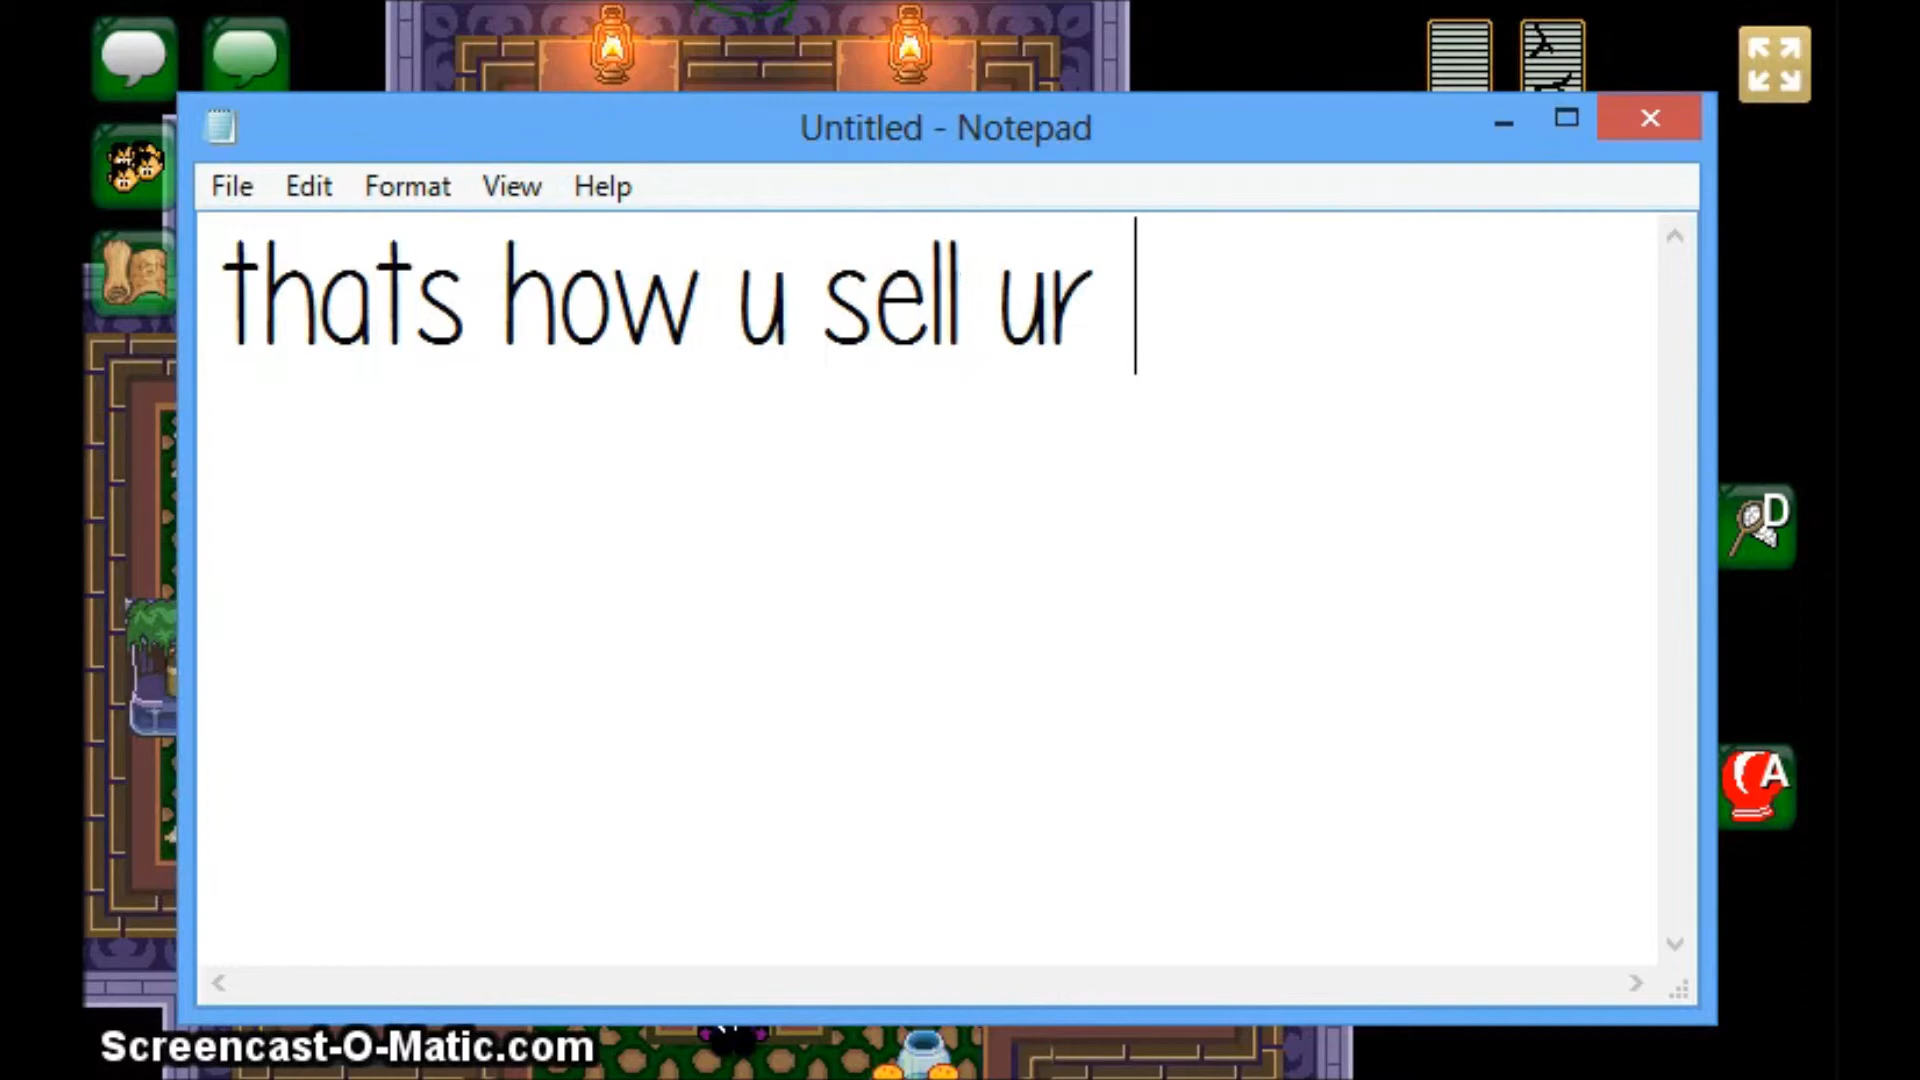 Untitled - Notepad
File Edit Format View Help
thats how u sell ur
D
A
Screencast-O-Matic.com